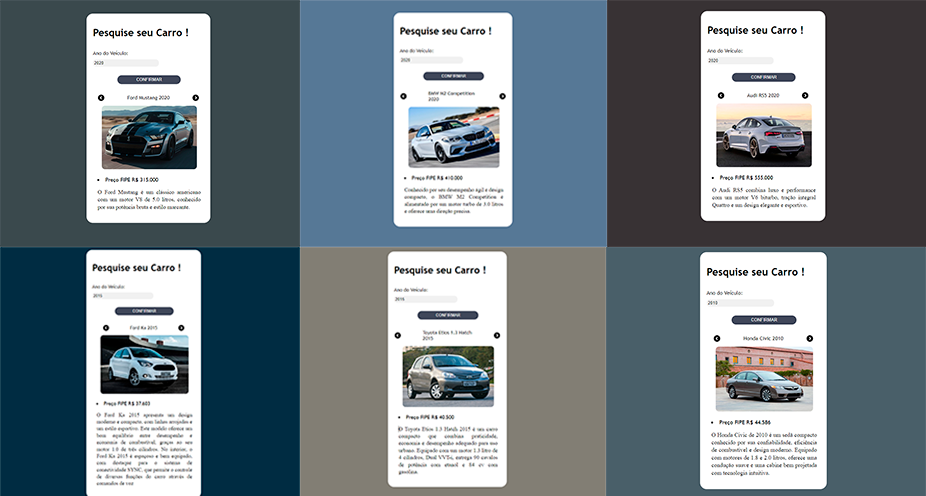 Pesquise seu Carro !
Ano do Veículo:
2020
CONFIRMAR
Ford Mustang 2020
Preço FIPE R$ 315.000
O Ford Mustang é um clássico americano
com um motor V8 de 5.0 litros, conhecido
por sua potência bruta e estilo marcante.
Pesquise seu Carro !
Ano do Veículo:
2020
CONFIRMAR
BMW M2 Competition
2020
Preço FIPE R$ 410.000
Conhecido por seu desempenho ágil e design
compacto, o BMW M2 Competition é
alimentado por um motor turbo de 3.0 litros
e oferece uma direção precisa.
Pesquise seu Carro !
Ano do Veículo:
2020
CONFIRMAR
Audi RS5 2020
Preço FIPE R$ 555.000
O Audi RS5 combina luxo e performance
com um motor V6 biturbo, tração integral
Quattro e um design elegante e esportivo.
Pesquise seu Carro !
Ano do Veículo:
2015
CONFIRMAR
Ford Ka 2015
Preço FIPE R$ 37.603
O Ford Ka 2015 apresenta um design
moderno e compacto, com linhas arrojadas e
um estilo esportivo. Este modelo oferece um
bom equilíbrio entre desempenho e
economia de combustível, graças ao seu
motor 1.0 de três cilindros. No interior, o
Ford Ka 2015 é espaçoso e bem equipado,
com destaque para o sistema de
conectividade SYNC, que permite o controle
de diversas funções do carro através de
comandos de voz
Pesquise seu Carro !
Ano do Veículo:
2015
CONFIRMAR
Toyota Etios 1.3 Hatch
2015
Preço FIPE R$ 40.500
O Toyota Etios 1.3 Hatch 2015 é um carro
compacto que combina praticidade,
economia e desempenho adequado para uso
urbano. Equipado com um motor 1.3 litro de
4 cilindros, Dual VVTi, entrega 90 cavalos
de potência com etanol e 84 cv com
gasolina.
Pesquise seu Carro !
Ano do Veículo:
2010
CONFIRMAR
Honda Civic 2010
Preço FIPE R$ 44.586
O Honda Civic de 2010 é um sedã compacto
conhecido por sua confiabilidade, eficiência
de combustível e design moderno. Equipado
com motores de 1.8 e 2.0 litros, oferece uma
condução suave e uma cabine bem projetada
com tecnologia intuitiva.